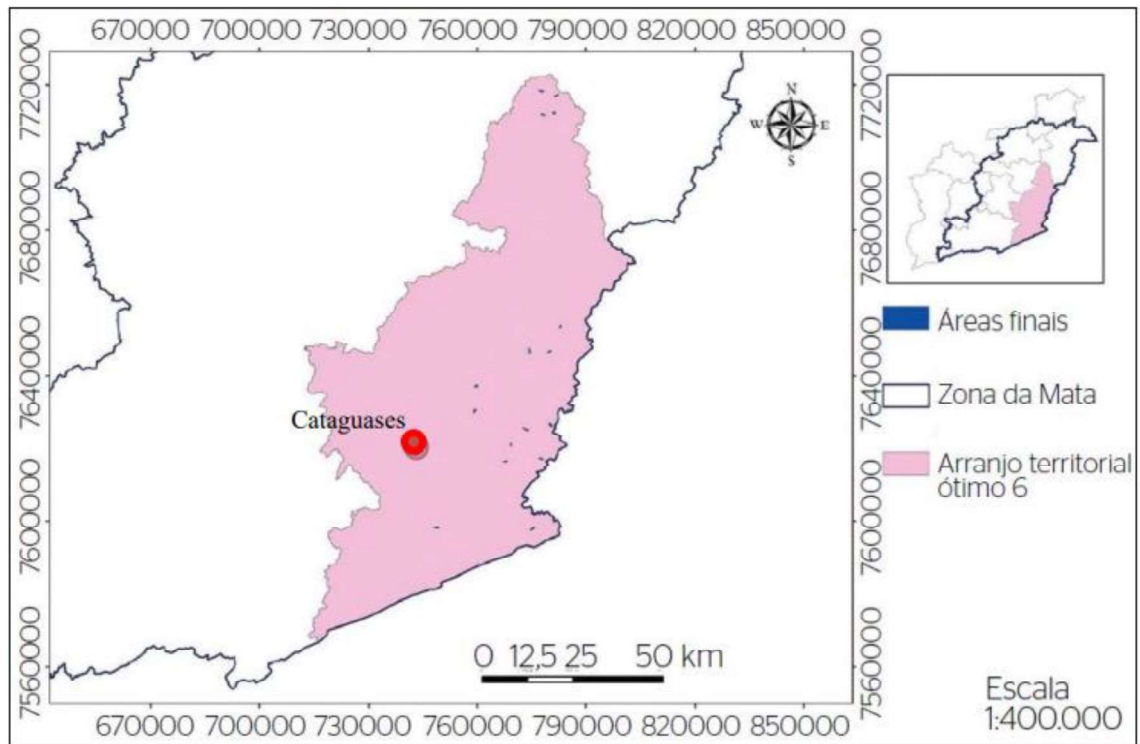 670000 700000 730000 760000 790000 820000 850000
7720000
7680000
7640000
7600000
7560000
7720000
7680000
7640000
7600000
7560000
N
W E
S
Cataguases
Áreas finais
Zona da Mata
Arranjo territorial
ótimo 6
0 12,5 25 50 km
Escala
1:400.000
670000 700000 730000 760000 790000 820000 850000